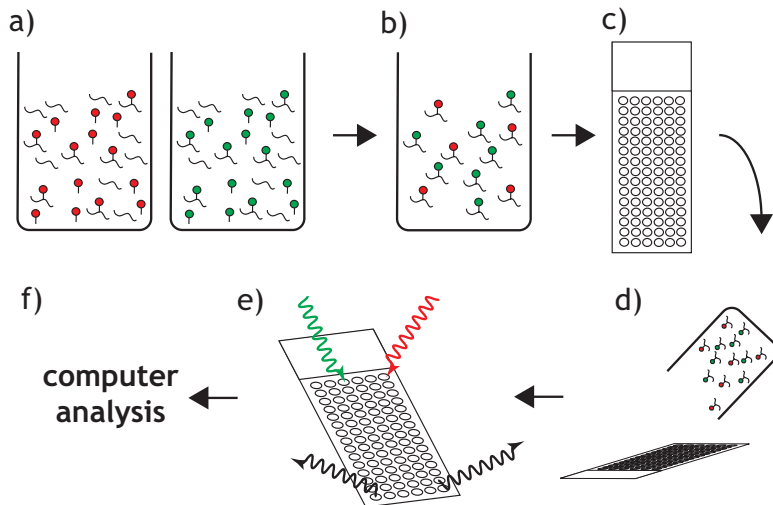 a)
b)
c)
d)
e)
f)
computer
analysis